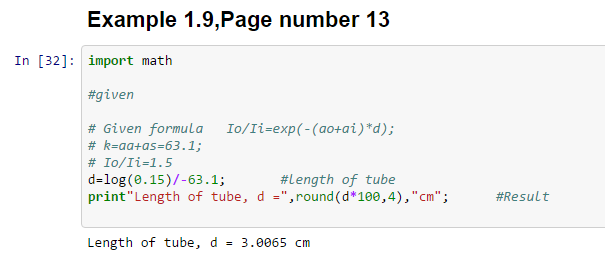 Example 1.9,Page number 13
In [32]: import math
#given
# Given formula   Io/Ii=exp(-(ao+ai)*d);
# k=aa+as=63.1;
# Io/Ii=1.5
d=log(0.15)/-63.1;        #length of tube
print"Length of tube, d =",round(d*100,4),"cm";       #Result
Length of tube, d = 3.0065 cm